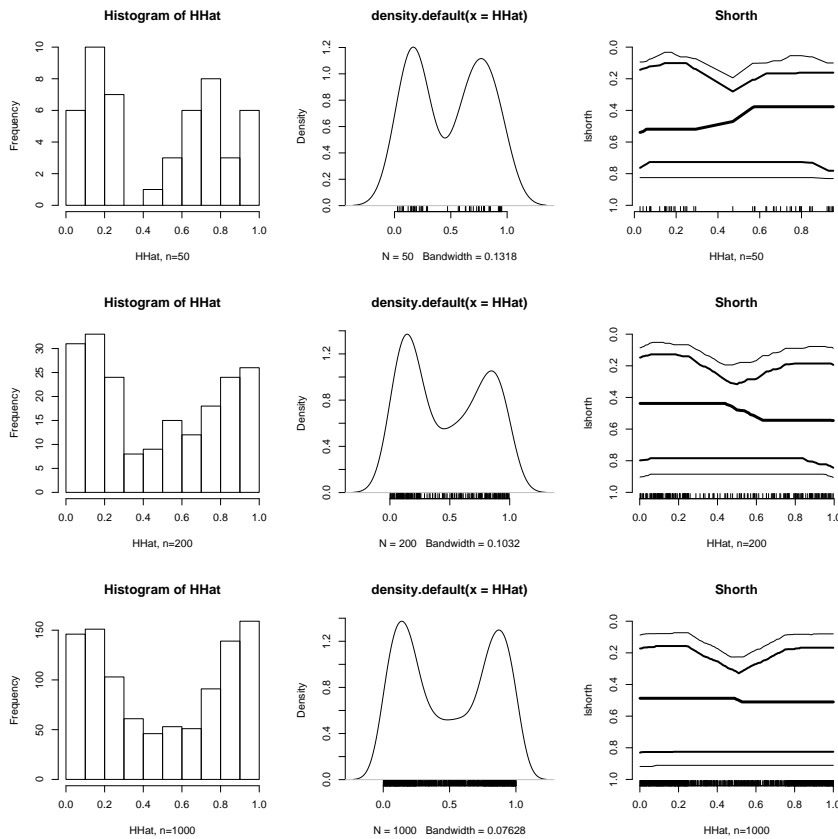 Histogram of HHat
Frequency
0 2 4 6 8 10
0.0 0.2 0.4 0.6 0.8 1.0
HHat, n=50
density.default(x = HHat)
Density
0.0 0.2 0.4 0.6 0.8 1.0 1.2
0.0 0.5 1.0
N = 50 Bandwidth = 0.1318
Shorth
lshorth
0.0 0.2 0.4 0.6 0.8 1.0
0.0 0.2 0.4 0.6 0.8
HHat, n=50
Histogram of HHat
Frequency
0 5 10 15 20 25 30
0.0 0.2 0.4 0.6 0.8 1.0
HHat, n=200
density.default(x = HHat)
Density
0.0 0.4 0.8 1.2
0.0 0.5 1.0
N = 200 Bandwidth = 0.1032
Shorth
lshorth
0.0 0.2 0.4 0.6 0.8 1.0
0.0 0.2 0.4 0.6 0.8 1.0
HHat, n=200
Histogram of HHat
Frequency
0 50 100 150
0.0 0.2 0.4 0.6 0.8 1.0
HHat, n=1000
density.default(x = HHat)
Density
0.0 0.4 0.8 1.2
0.0 0.5 1.0
N = 1000 Bandwidth = 0.07628
Shorth
lshorth
0.0 0.2 0.4 0.6 0.8 1.0
0.0 0.2 0.4 0.6 0.8 1.0
HHat, n=1000